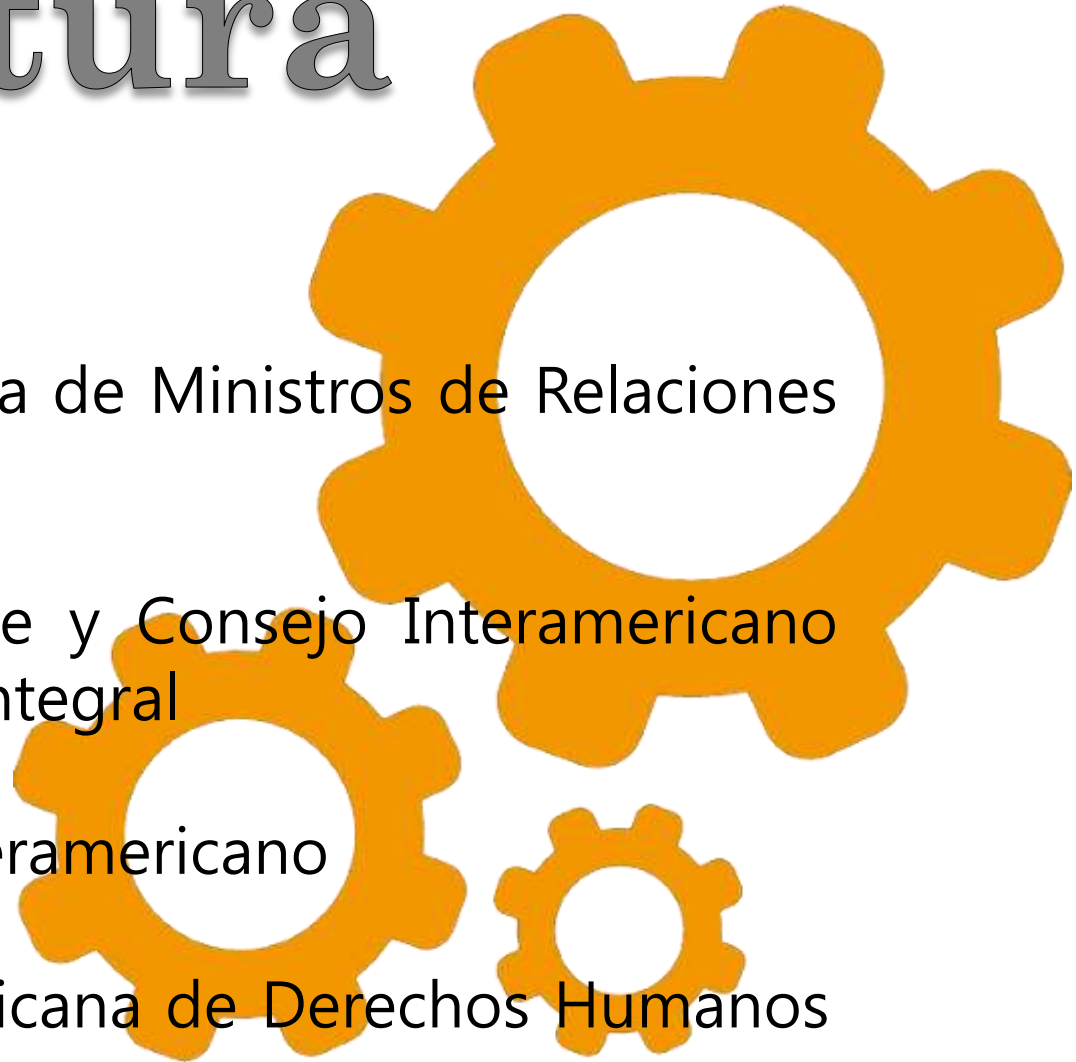 tura
a de Ministros de Relaciones
e y Consejo Interamericano
ntegral
eramericano
icana de Derechos Humanos